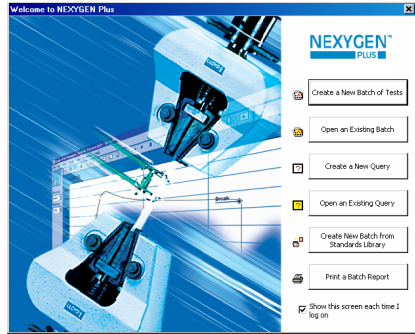 Welcome to NEXYGEN Plus
NEXYGEN™
PLUS
Create a New Batch of Tests
Open an Existing Batch
Create a New Query
Open an Existing Query
Create New Batch from
Standards Library
Print a Batch Report
Show this screen each time I
log on
Break